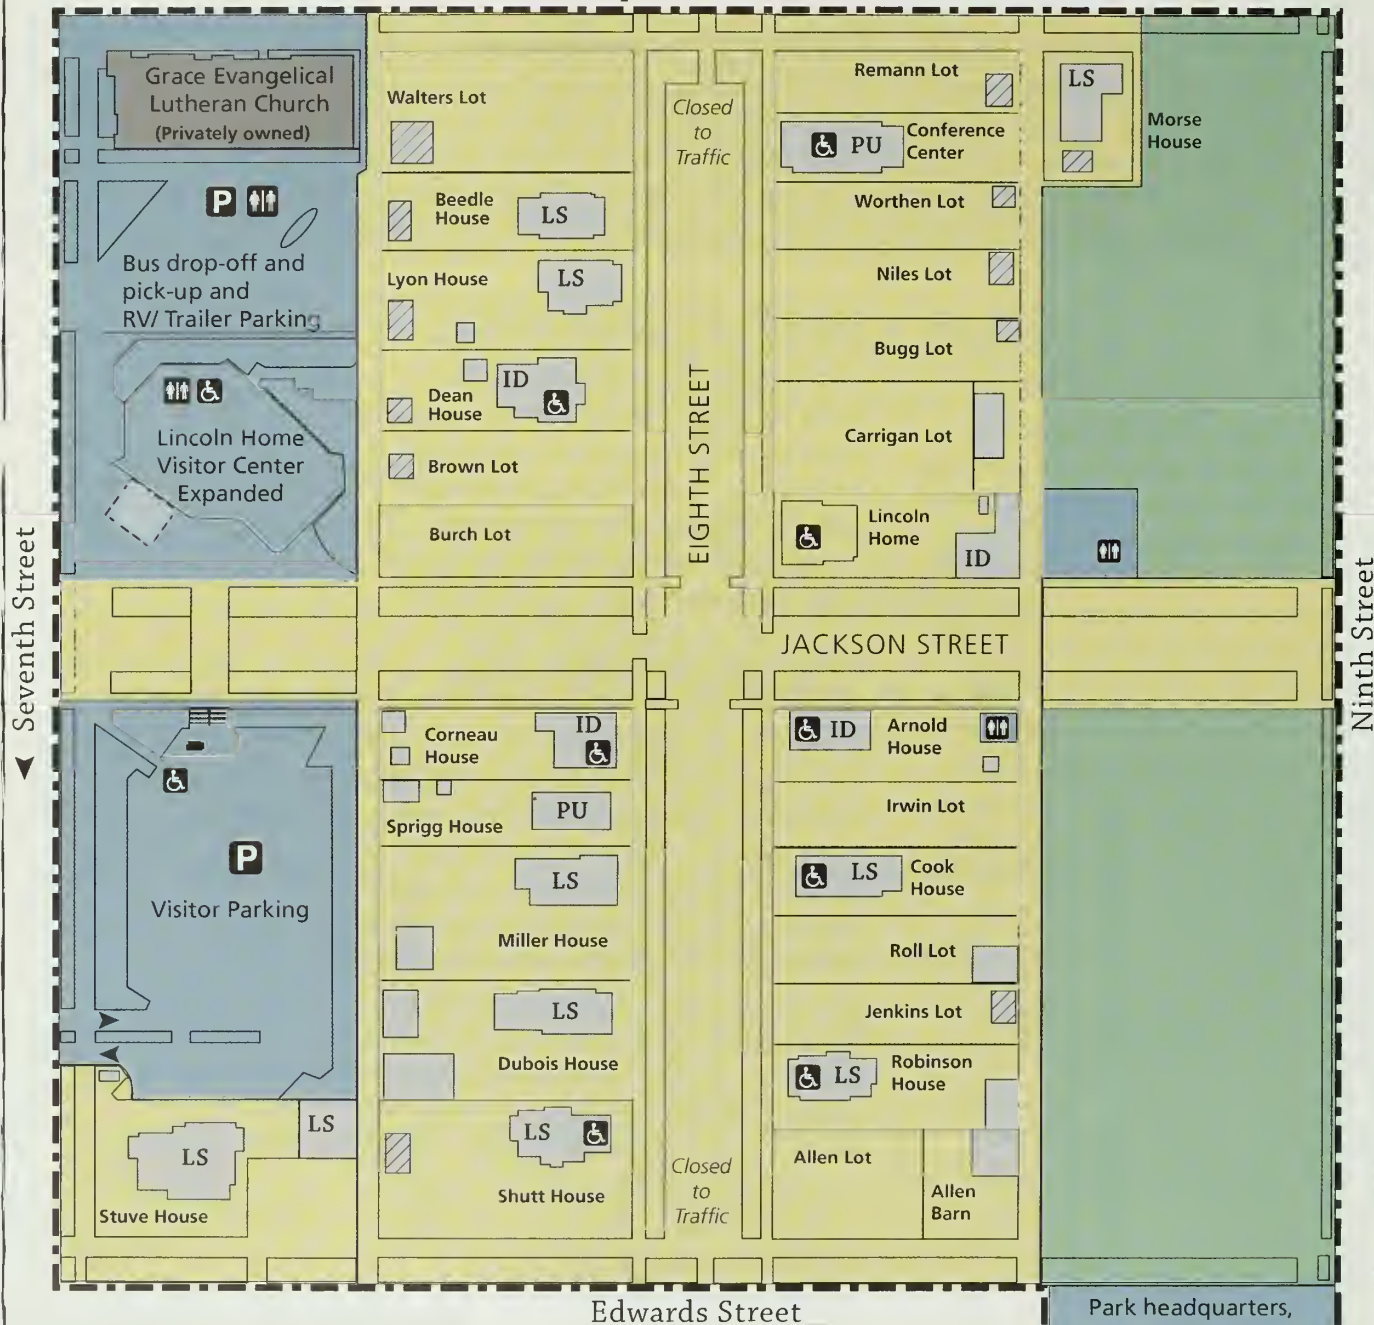 Grace Evangelical
Lutheran Church
(Privately owned)
P
Bus drop-off and
pick-up and
RV/ Trailer Parking
Lincoln Home
Visitor Center
Expanded
Walters Lot
Beedle
House
LS
Lyon House
LS
Dean
House
ID
Brown Lot
Burch Lot
Closed
to
Traffic
EIGHTH STREET
Remann Lot
PU
Conference
Center
Worthen Lot
Niles Lot
Bugg Lot
Carrigan Lot
Lincoln
Home
ID
LS
Morse
House
Seventh Street
JACKSON STREET
Ninth Street
P
Visitor Parking
LS
LS
Stuve House
Corneau
House
ID
Sprigg House
PU
LS
Miller House
LS
Dubois House
LS
Shutt House
Closed
to
Traffic
ID
Arnold
House
Irwin Lot
LS
Cook
House
Roll Lot
Jenkins Lot
LS
Robinson
House
Allen Lot
Allen
Barn
Edwards Street
Park headquarters,